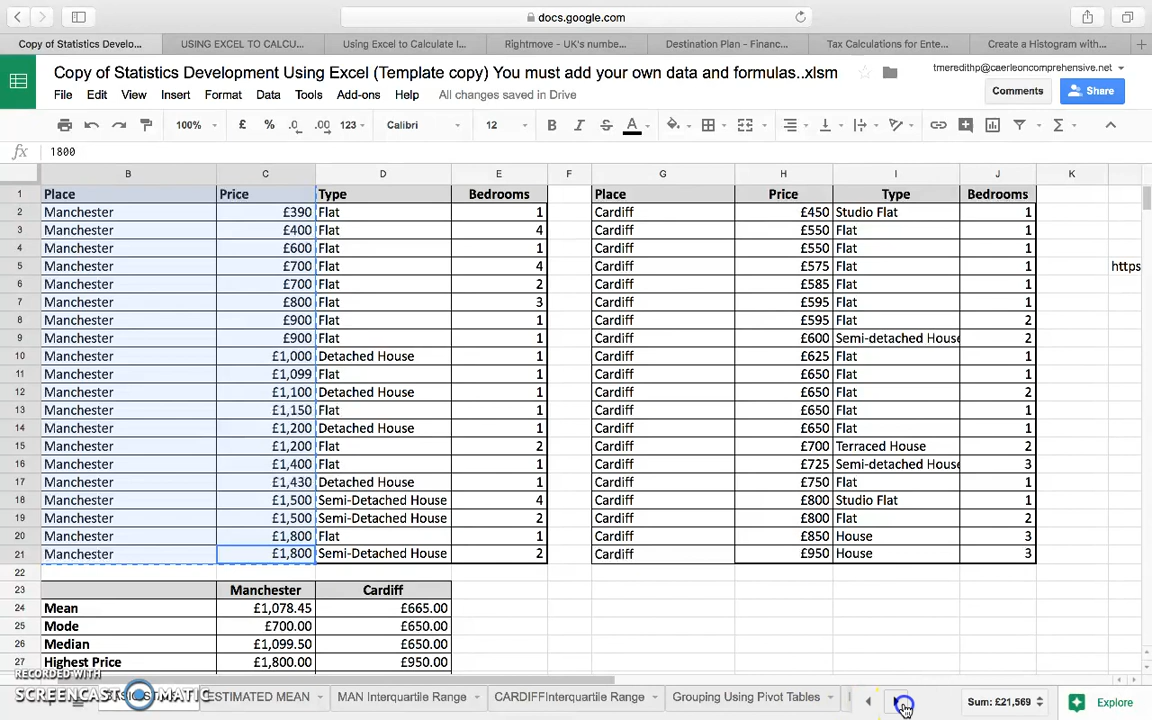 docs.google.com
Copy of Statistics Develo... USING EXCEL TO CALCU... Using Excel to Calculate I... Rightmove - UK's numbe... Destination Plan - Financ... Tax Calculations for Ente... Create a Histogram with...
Copy of Statistics Development Using Excel (Template copy) You must add your own data and formulas..xlsm
tmeredithp@caerleoncomprehensive.net
File Edit View Insert Format Data Tools Add-ons Help All changes saved in Drive
Comments Share
100% £ % .0 .00 123 Calibri 12 B I S A
fx 1800
B C D E F G H I J K
1 Place Price Type Bedrooms Place Price Type Bedrooms
2 Manchester £390 Flat 1 Cardiff £450 Studio Flat 1
3 Manchester £400 Flat 4 Cardiff £550 Flat 1
4 Manchester £600 Flat 1 Cardiff £550 Flat 1
5 Manchester £700 Flat 4 Cardiff £575 Flat 1 https
6 Manchester £700 Flat 2 Cardiff £585 Flat 1
7 Manchester £800 Flat 3 Cardiff £595 Flat 1
8 Manchester £900 Flat 1 Cardiff £595 Flat 2
9 Manchester £900 Flat 1 Cardiff £600 Semi-detached House 2
10 Manchester £1,000 Detached House 1 Cardiff £625 Flat 1
11 Manchester £1,099 Flat 1 Cardiff £650 Flat 1
12 Manchester £1,100 Detached House 1 Cardiff £650 Flat 2
13 Manchester £1,150 Flat 1 Cardiff £650 Flat 1
14 Manchester £1,200 Detached House 1 Cardiff £650 Flat 1
15 Manchester £1,200 Flat 2 Cardiff £700 Terraced House 2
16 Manchester £1,400 Flat 1 Cardiff £725 Semi-detached House 3
17 Manchester £1,430 Detached House 1 Cardiff £750 Flat 1
18 Manchester £1,500 Semi-Detached House 4 Cardiff £800 Studio Flat 1
19 Manchester £1,500 Semi-Detached House 2 Cardiff £800 Flat 2
20 Manchester £1,800 Flat 1 Cardiff £850 House 3
21 Manchester £1,800 Semi-Detached House 2 Cardiff £950 House 3
22
23 Manchester Cardiff
24 Mean £1,078.45 £665.00
25 Mode £700.00 £650.00
26 Median £1,099.50 £650.00
27 Highest Price £1,800.00 £950.00
RECORDED WITH
SCREENCAST MATIC
ESTIMATED MEAN MAN Interquartile Range CARDIFFInterquartile Range Grouping Using Pivot Tables Sum: £21,569 Explore